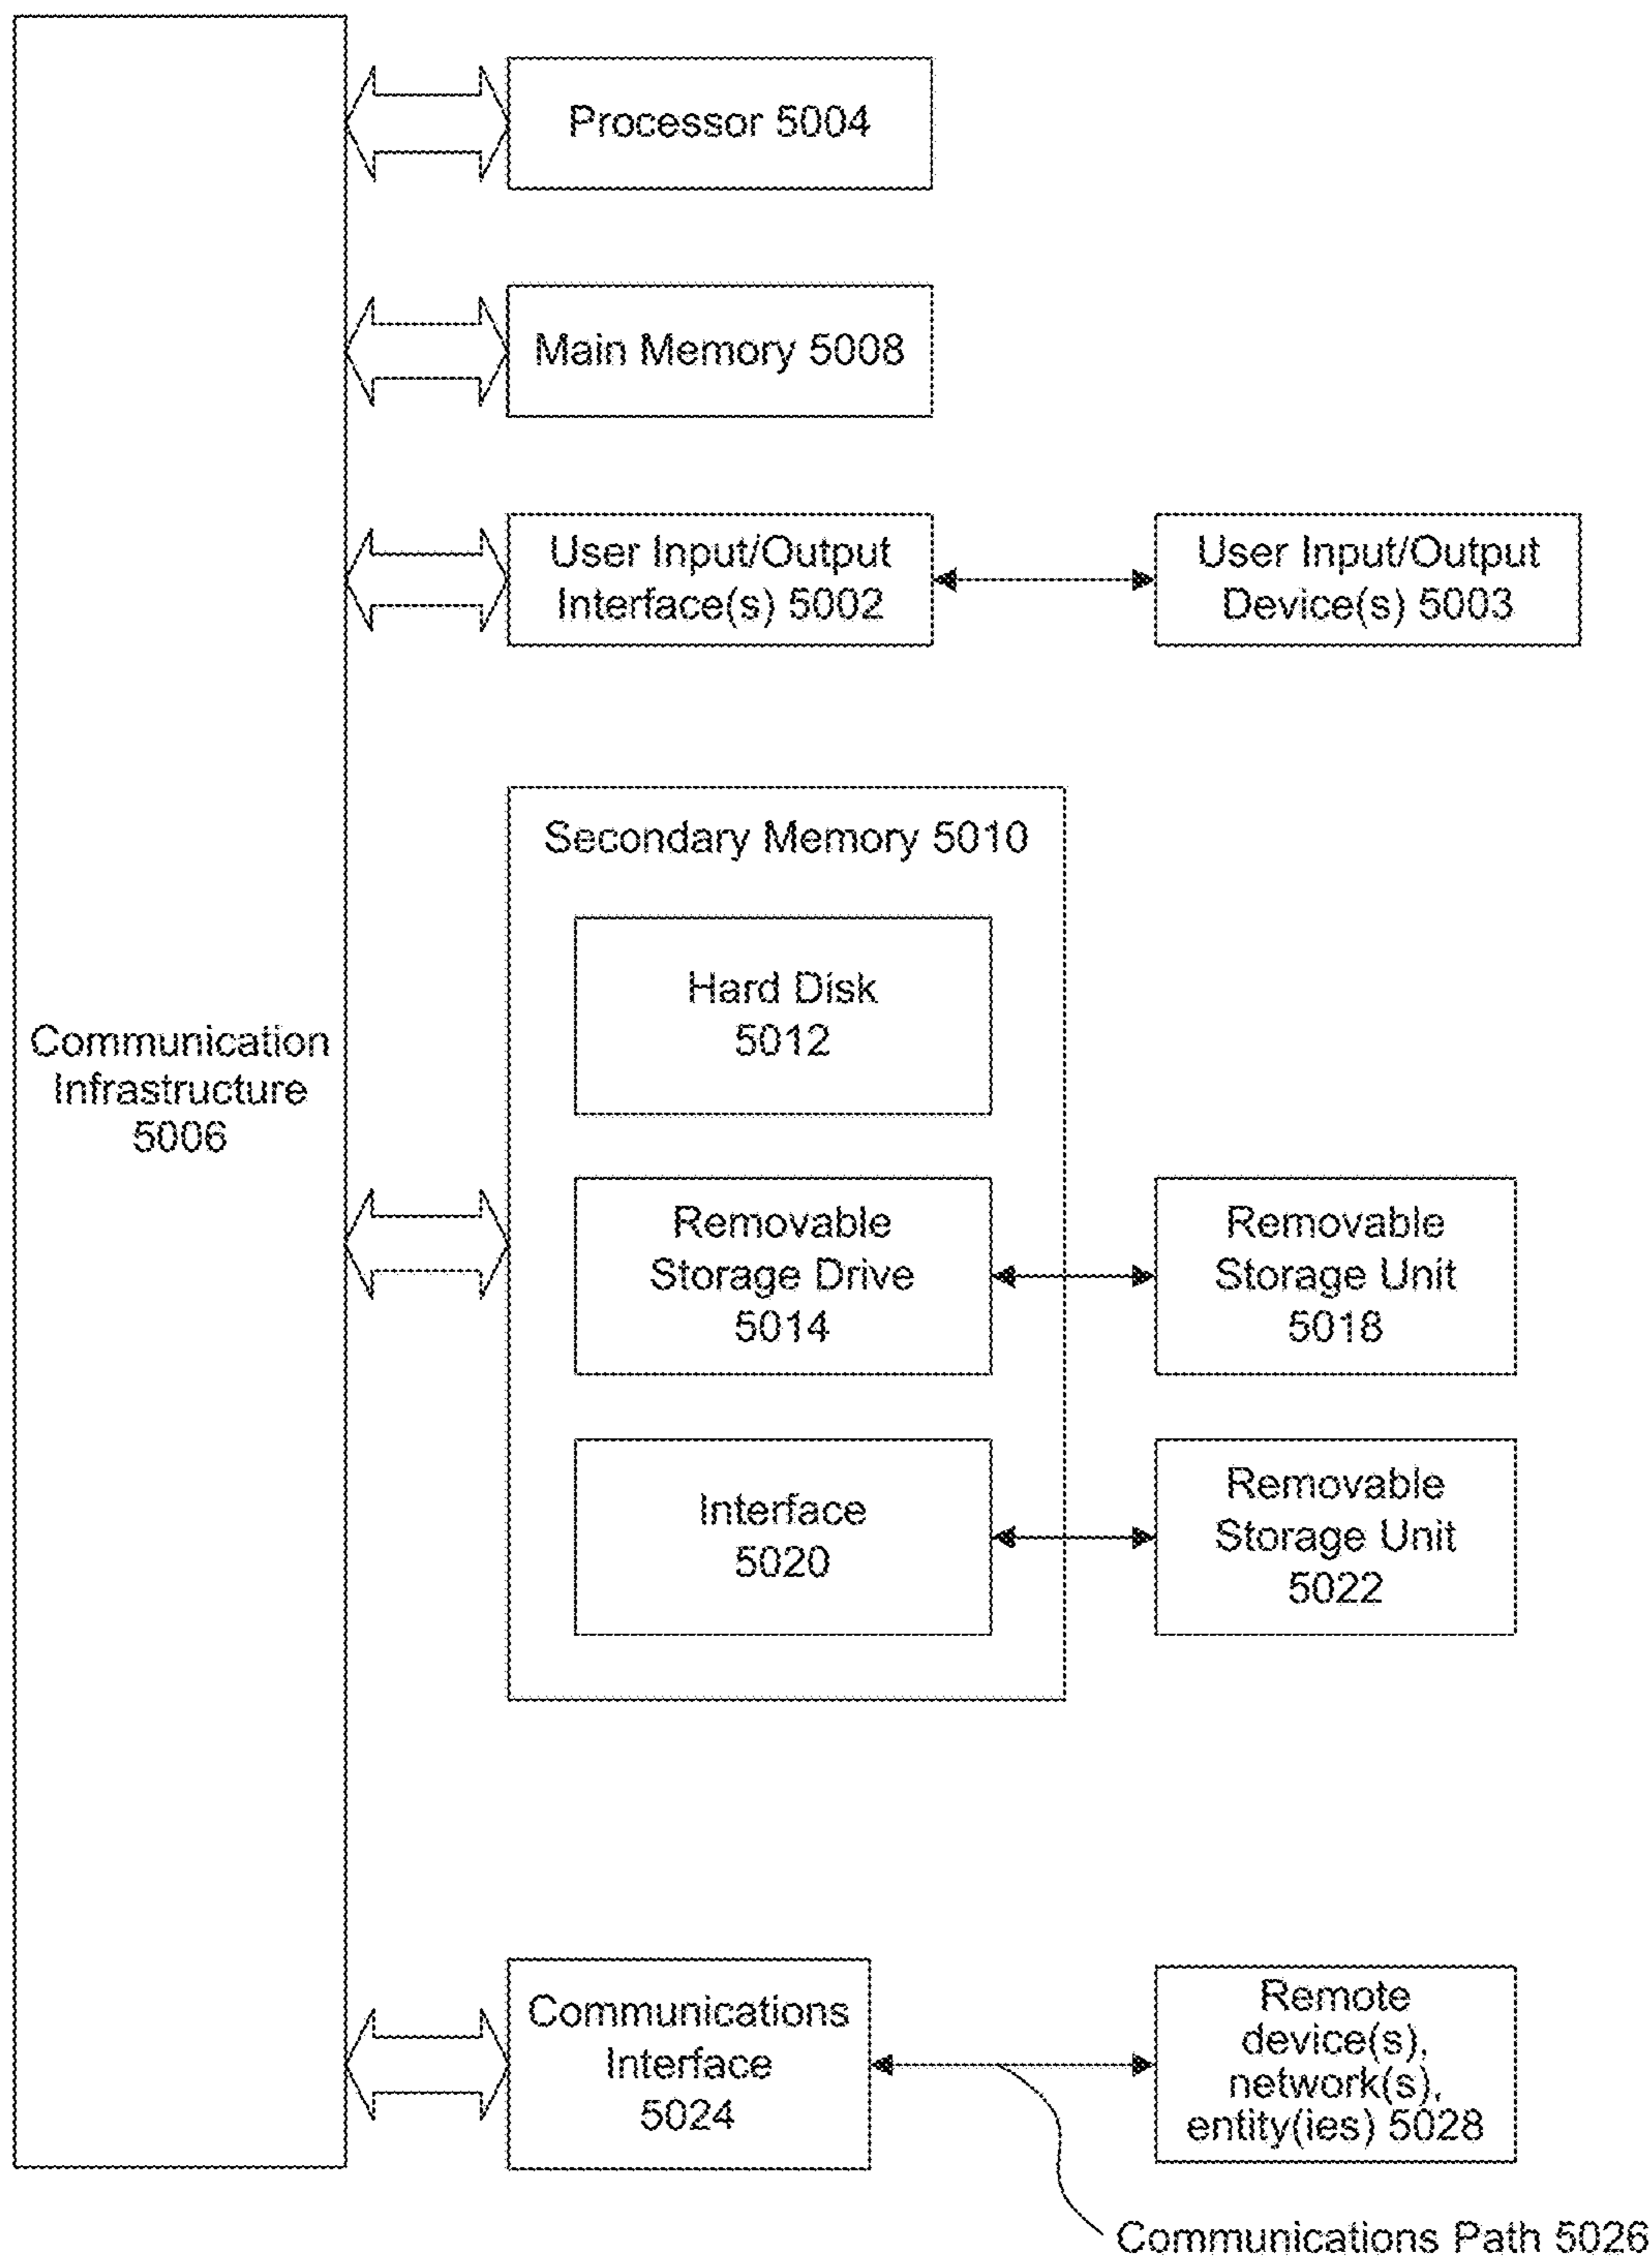 Processor 5004
Main Memory 5008
User Input/Output
Interface(s) 5002
User Input/Output
Device(s) 5003
Secondary Memory 5010
Hard Disk
5012
Communication
Infrastructure
5006
Removable
Storage Drive
5014
Removable
Storage Unit
5018
Interface
5020
Removable
Storage Unit
5022
Communications
Interface
5024
Remote
device(s),
network(s),
entity(ies) 5028
Communications Path 5026